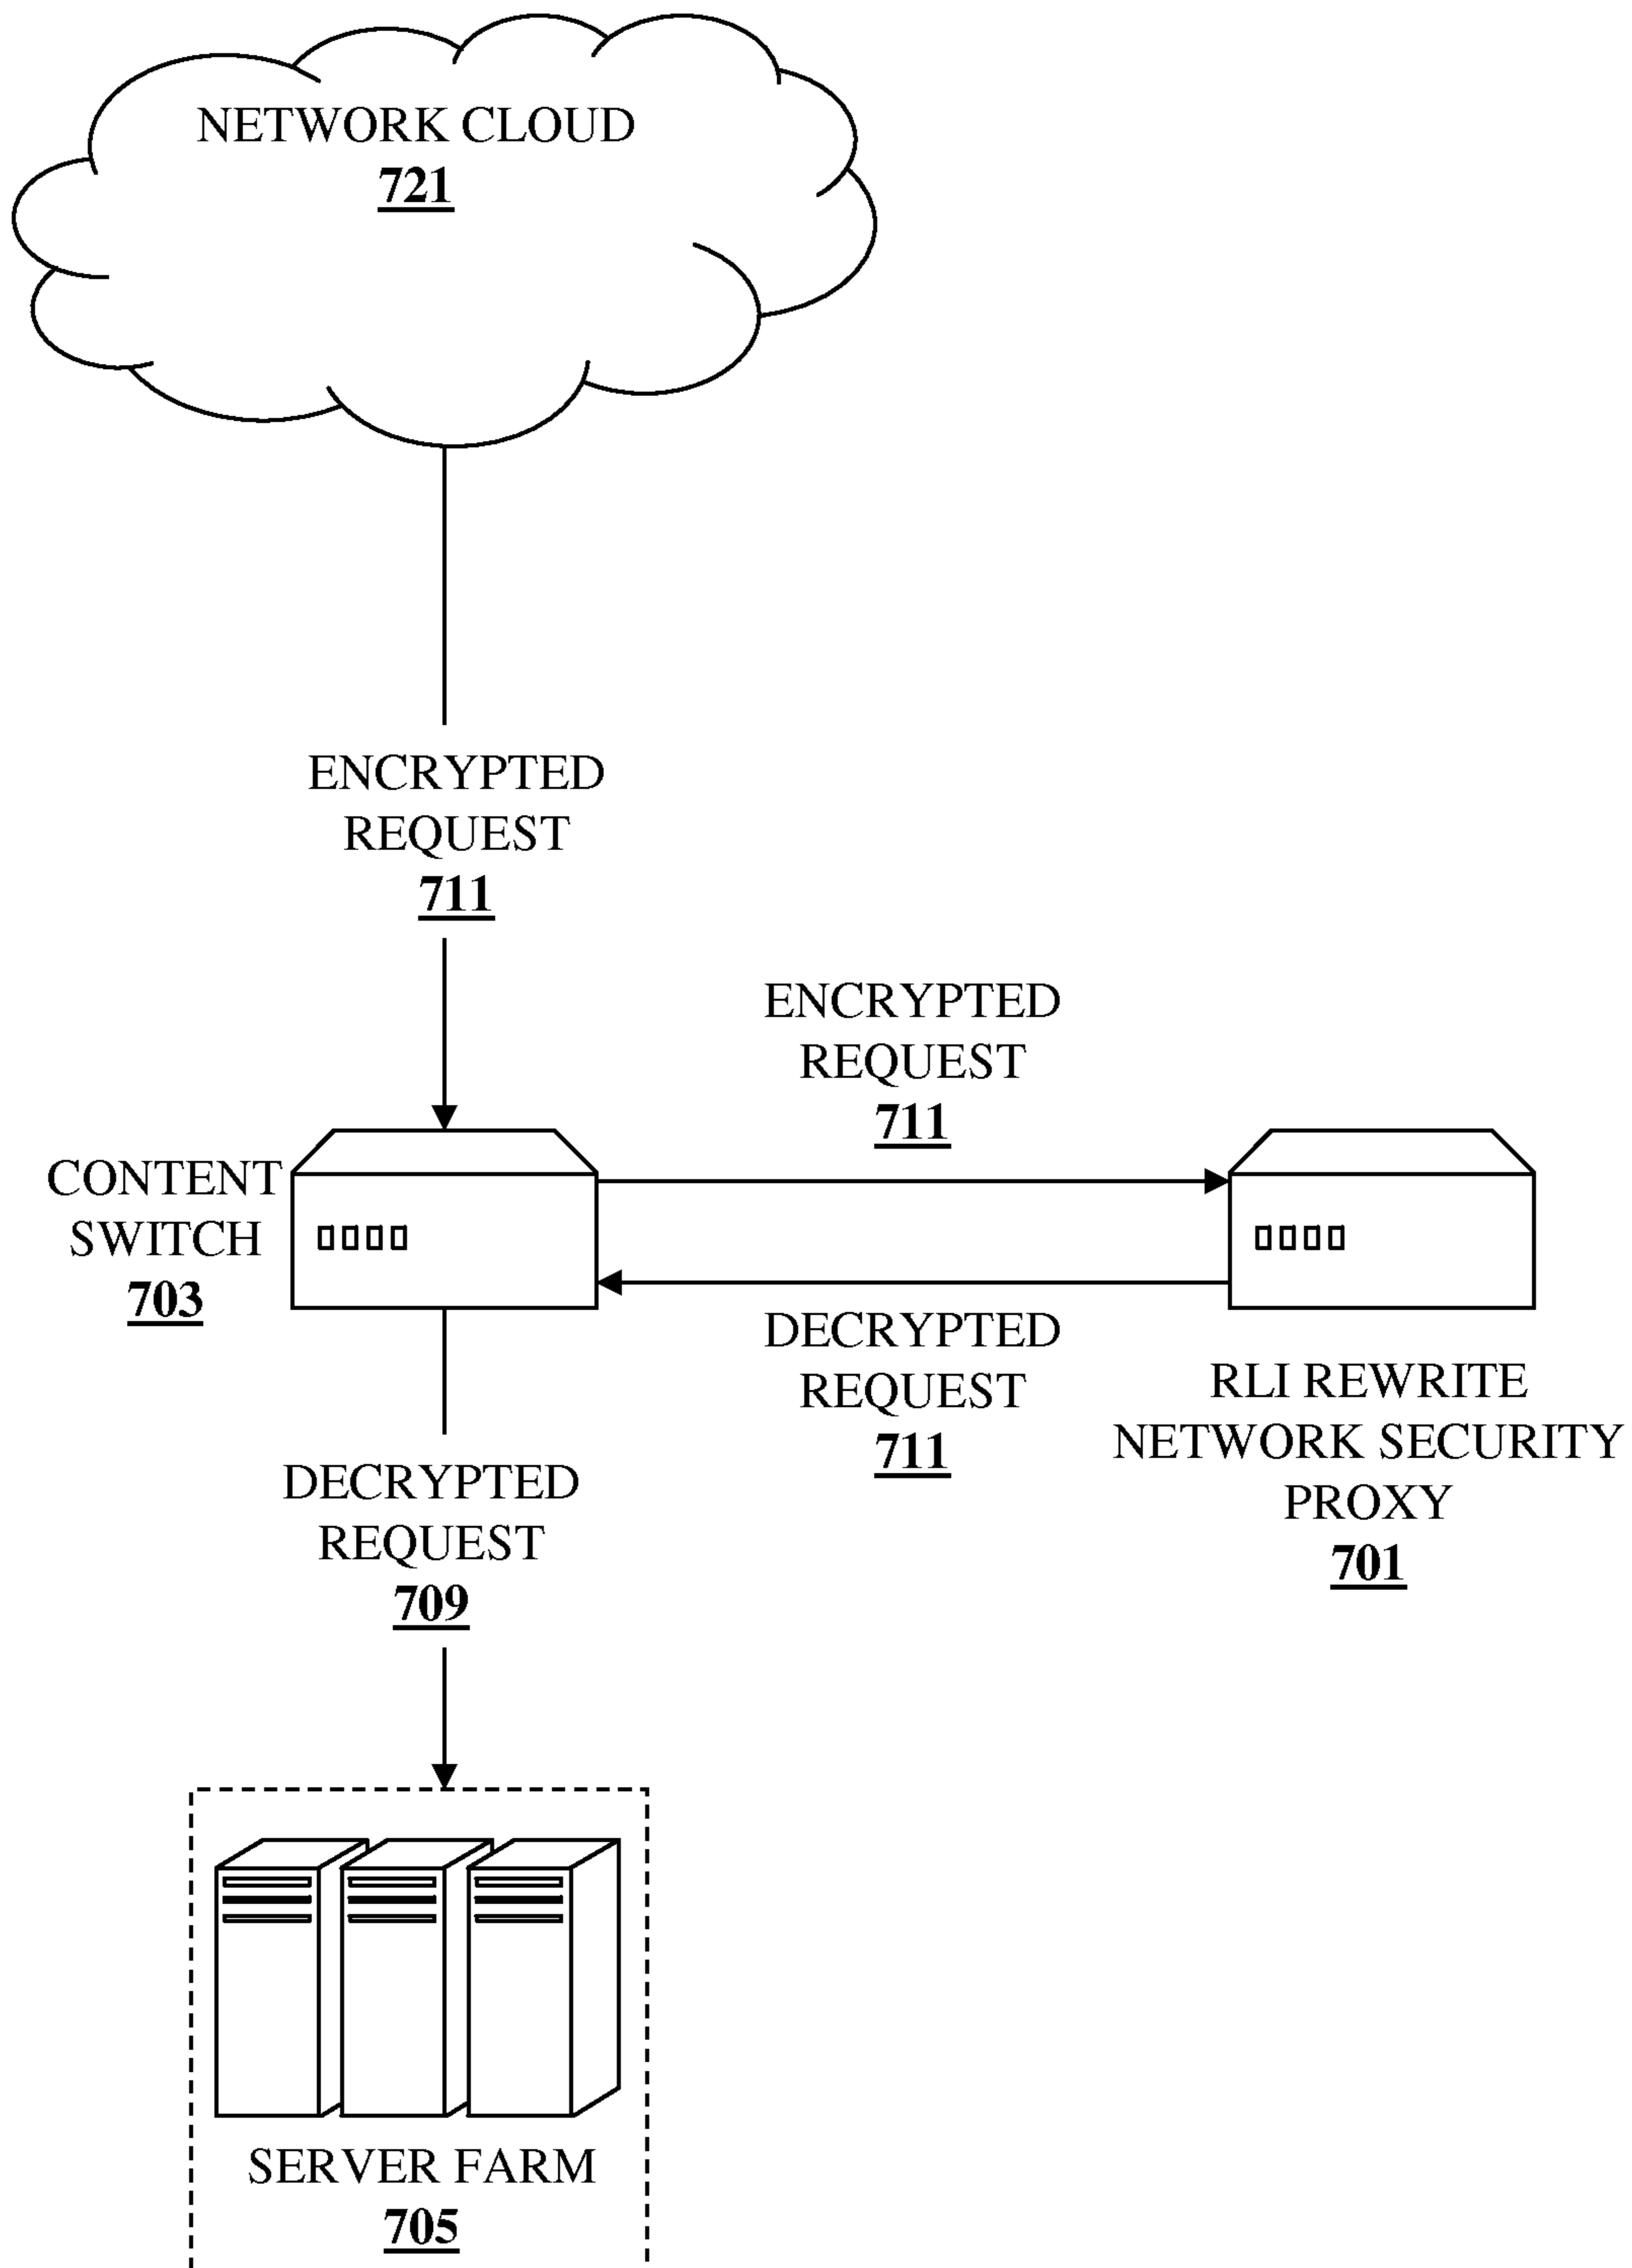 NETWORK CLOUD
721
ENCRYPTED
REQUEST
711
ENCRYPTED
REQUEST
711
CONTENT
SWITCH
703
DECRYPTED
REQUEST
711
RLI REWRITE
NETWORK SECURITY
PROXY
701
DECRYPTED
REQUEST
709
SERVER FARM
705